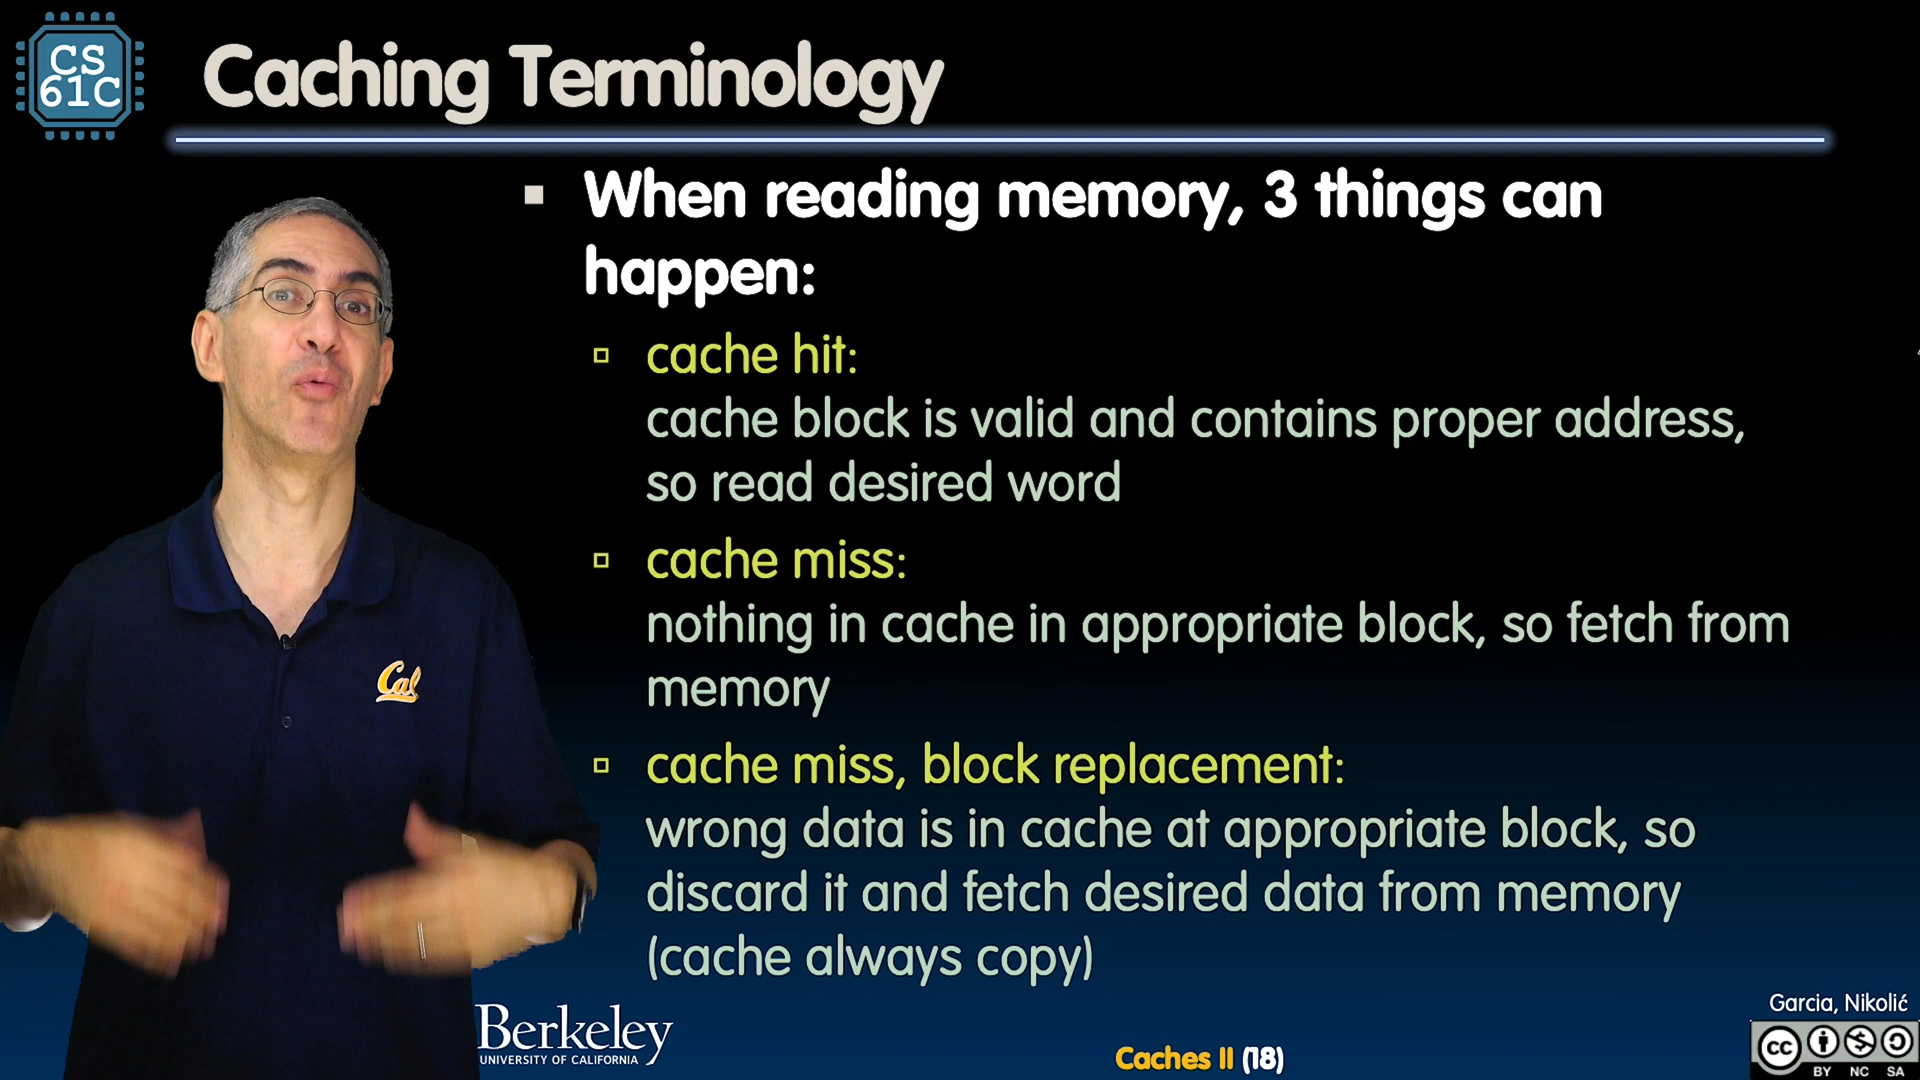 CS
61C
Caching Terminology
When reading memory, 3 things can
happen:
cache hit:
cache block is valid and contains proper address,
so read desired word
cache miss:
nothing in cache in appropriate block, so fetch from
memory
cache miss, block replacement:
wrong data is in cache at appropriate block, so
discard it and fetch desired data from memory
(cache always copy)
Cal
Berkeley
UNIVERSITY OF CALIFORNIA
Caches II (18)
Garcia, Nikolić
cc
BY NC SA